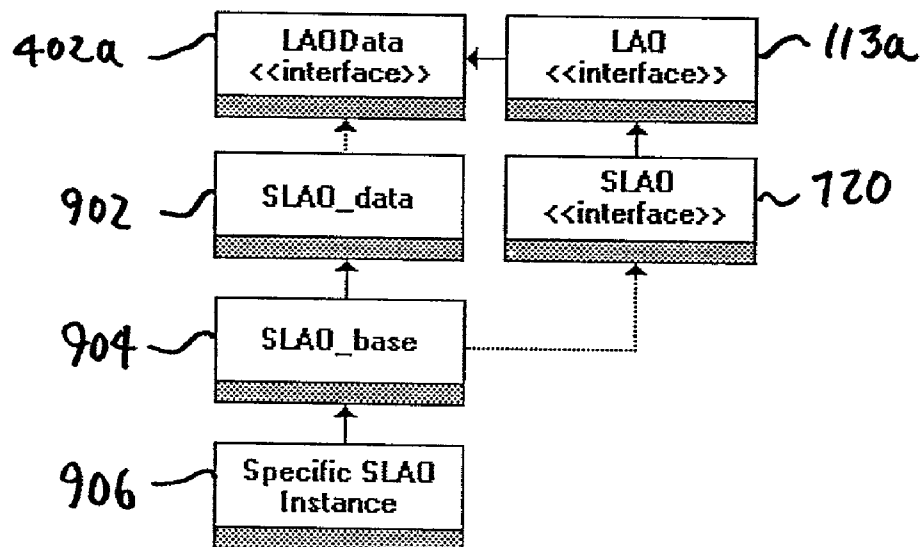 402a
LAOData
<<interface>>
LAO
<<interface>>
113a
902
SLAO_data
SLAO
<<interface>>
720
904
SLAO_base
906
Specific SLAO
Instance